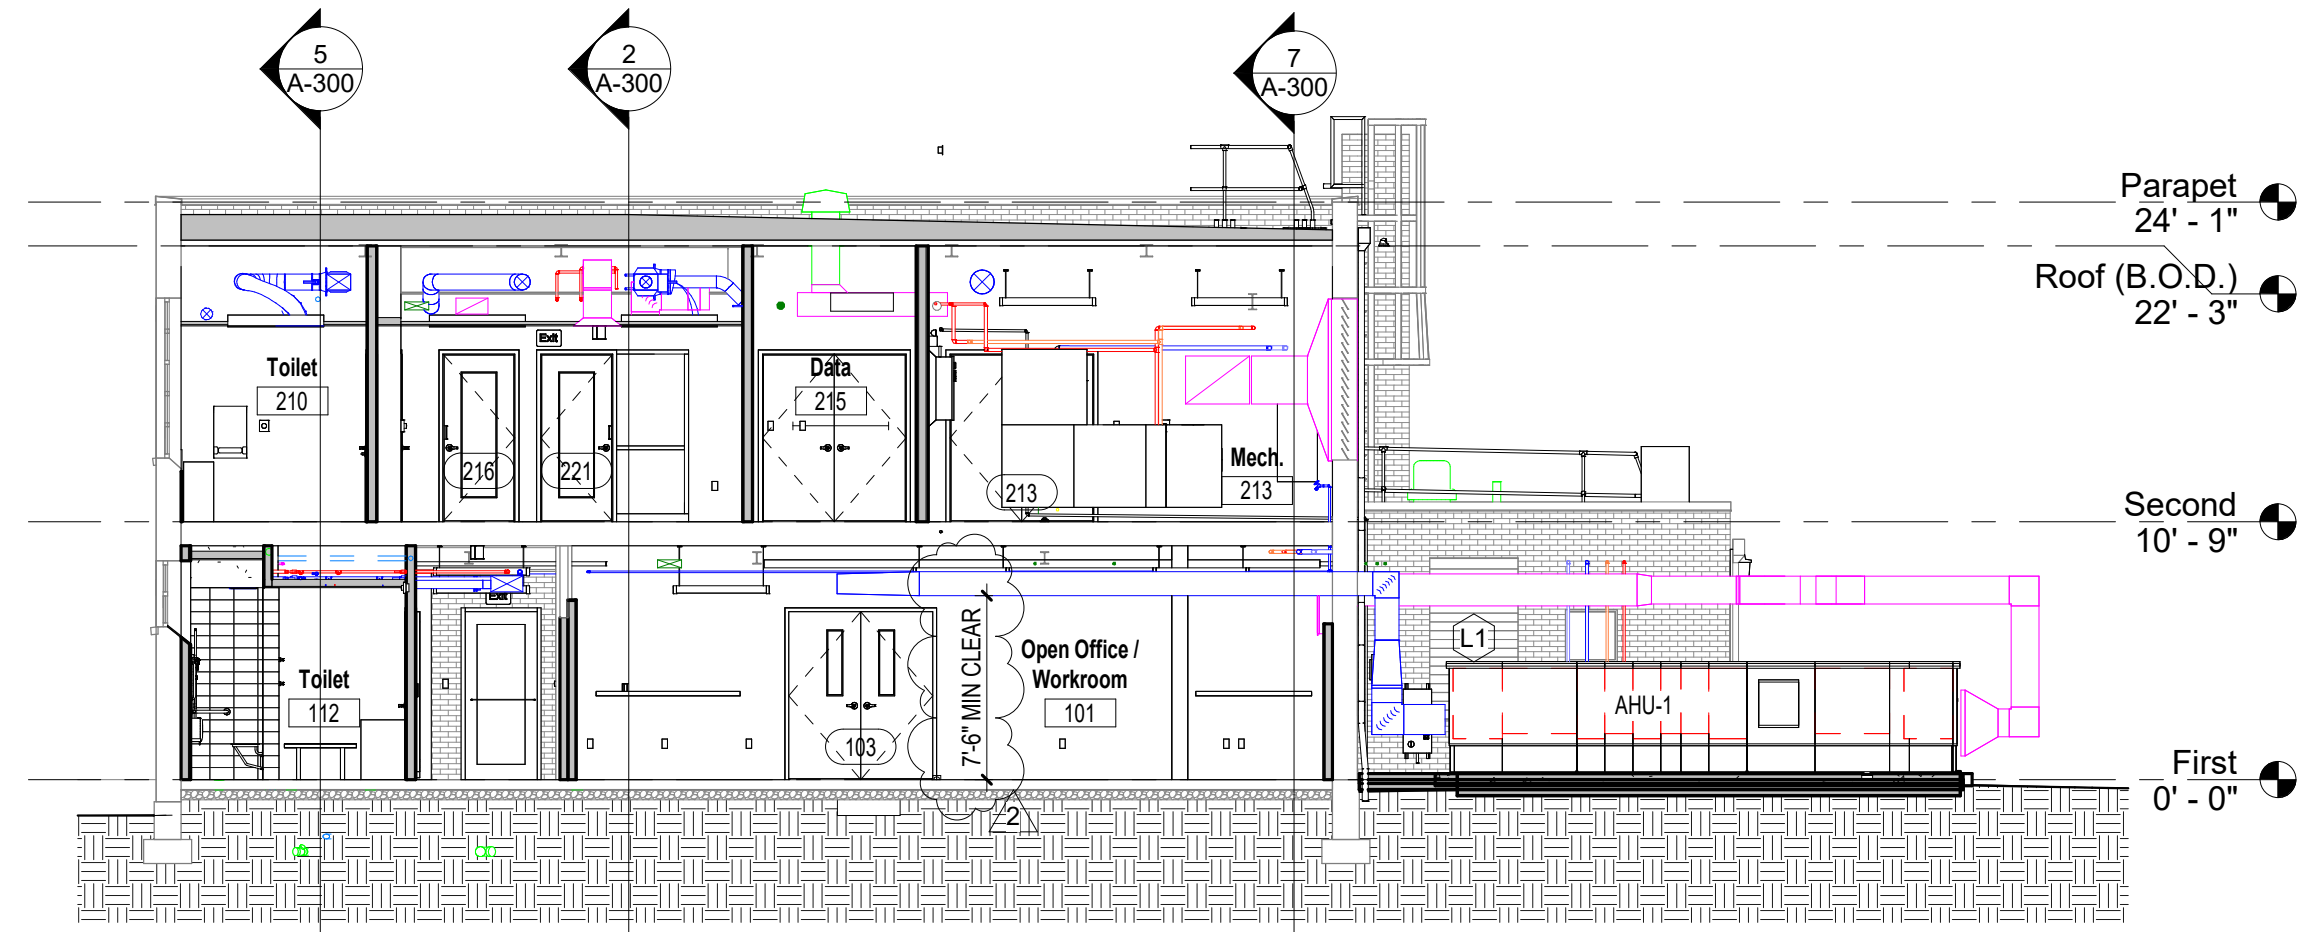 5
A-300
2
A-300
7
A-300
Parapet
24' - 1"
Roof (B.O.D.)
22' - 3"
Exit
Toilet
210
216
221
Data
215
213
Mech.
213
Second
10' - 9"
Exit
Toilet
112
103
7'-6" MIN CLEAR
Open Office /
Workroom
101
L1
AHU-1
First
0' - 0"
2